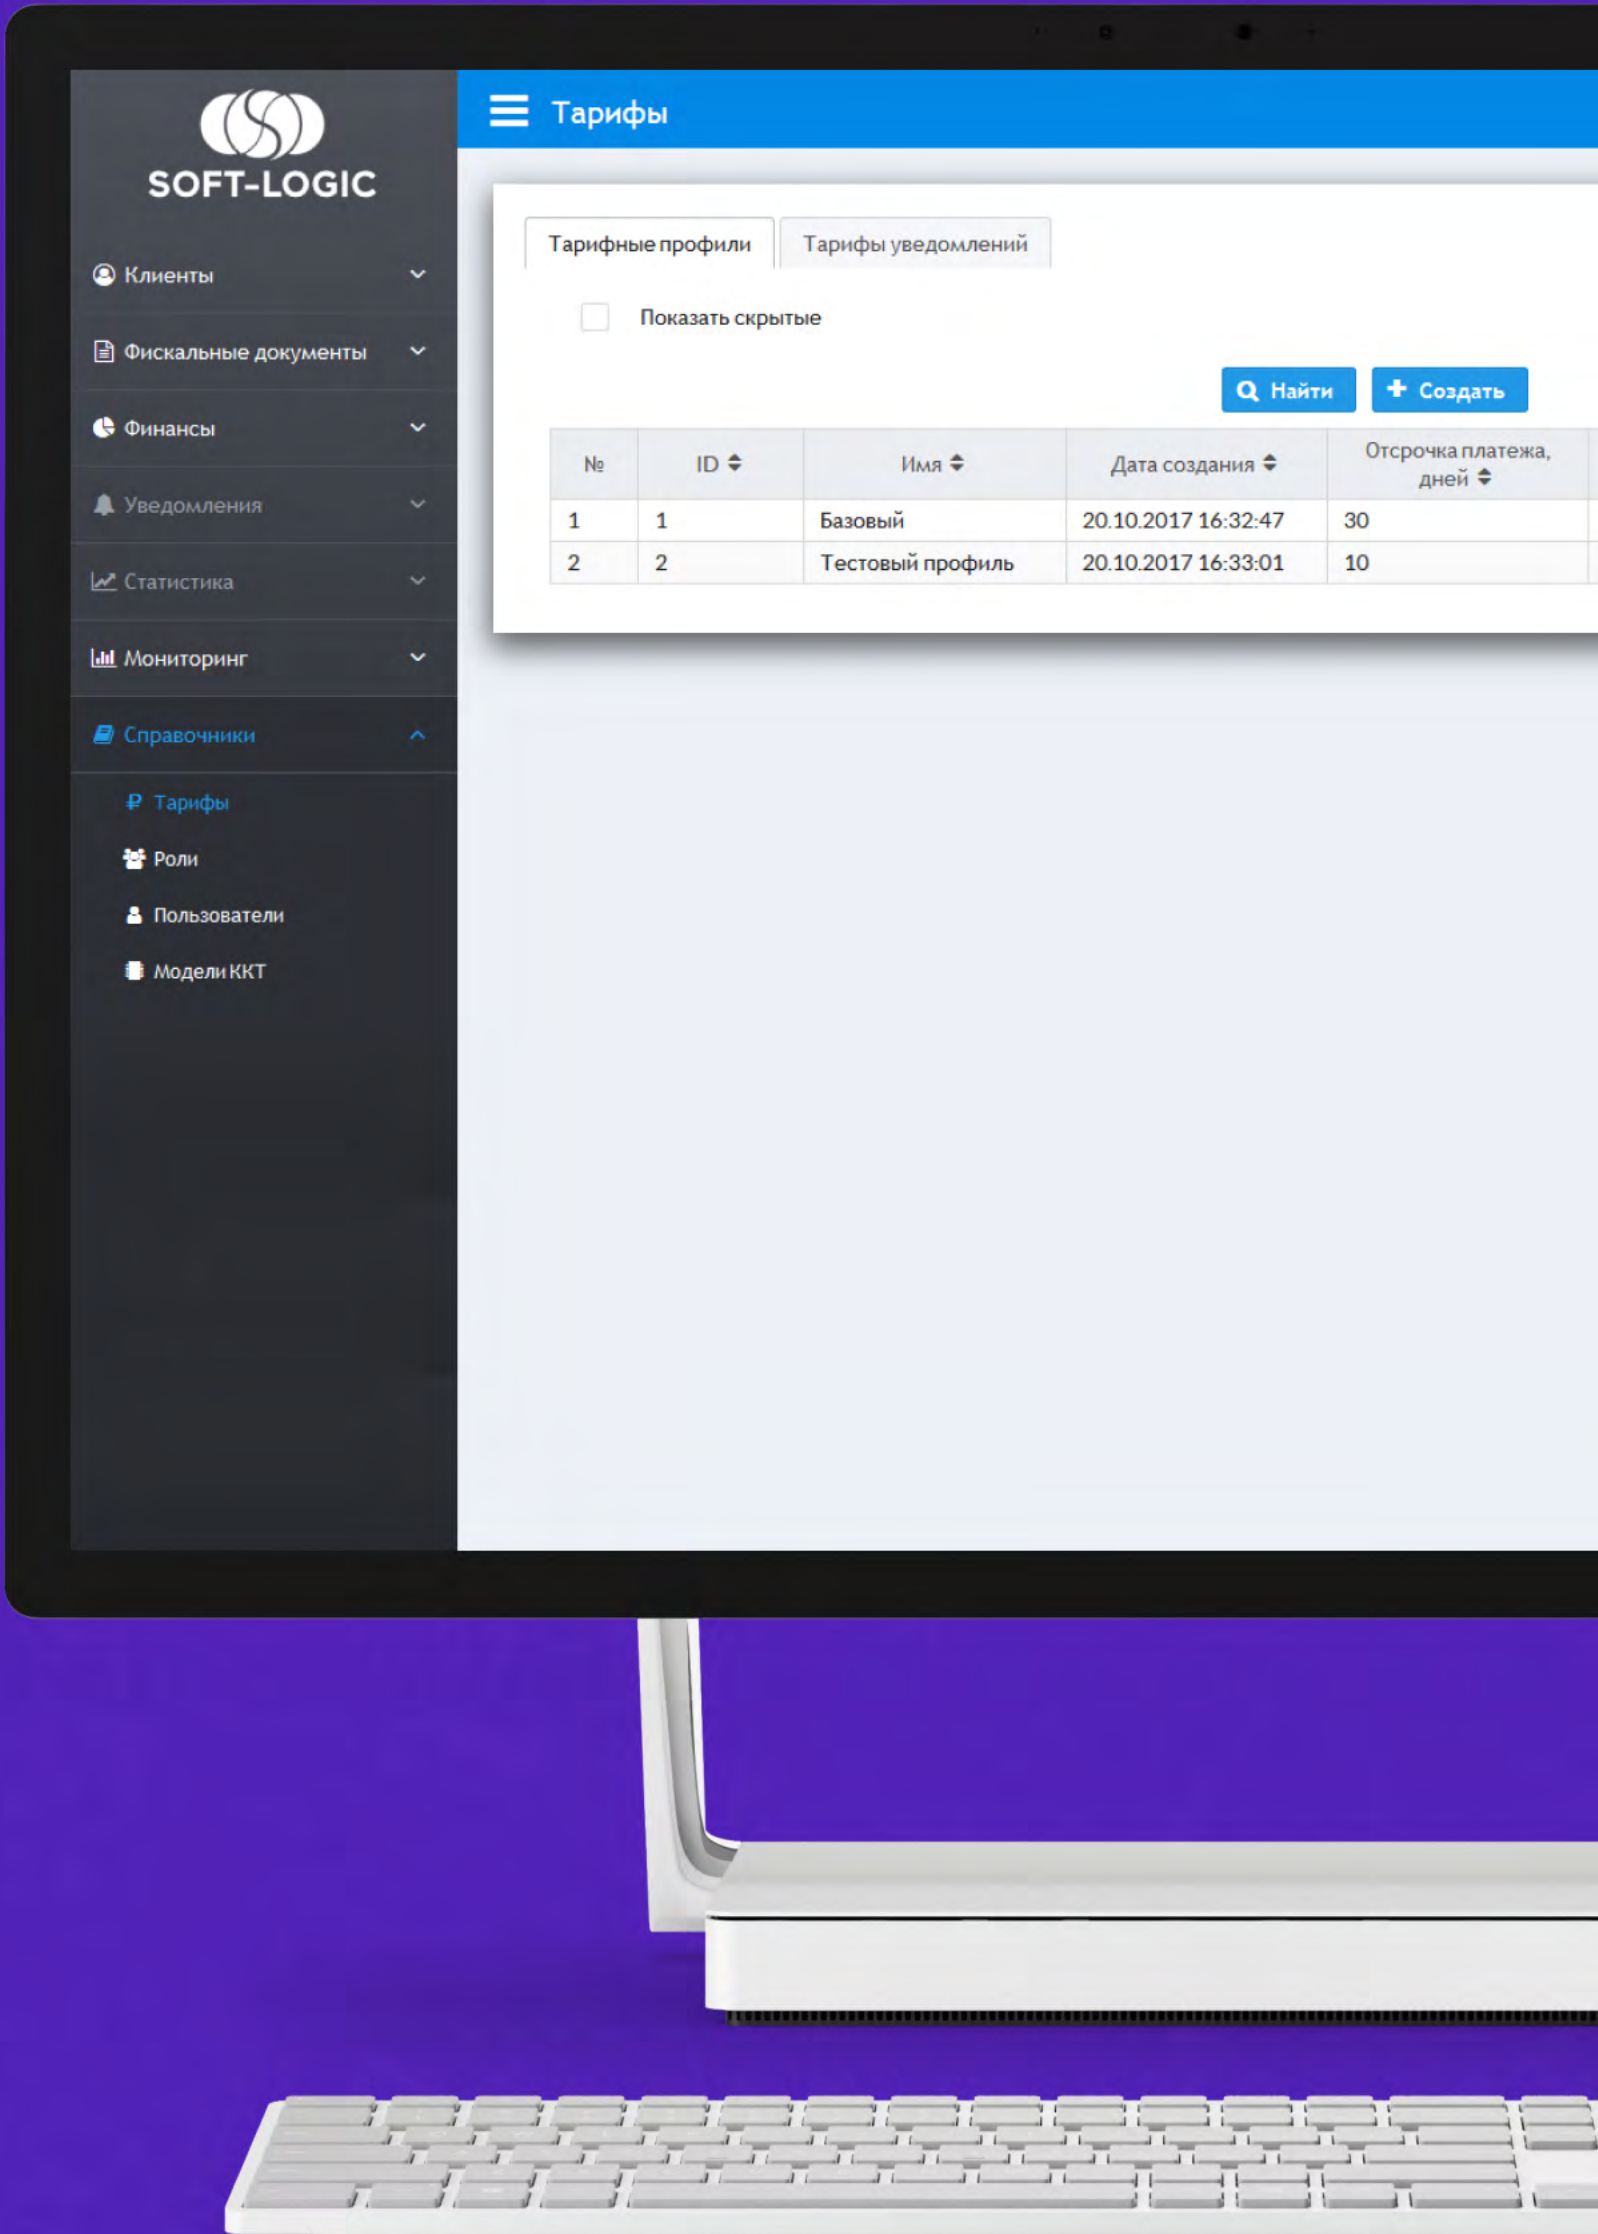 SOFT-LOGIC
Клиенты
Фискальные документы
Финансы
Уведомления
Статистика
Мониторинг
Справочники
₽ Тарифы
Роли
Пользователи
Модели ККТ
Тарифы
Тарифные профили
Тарифы уведомлений
Показать скрытые
Найти
+ Создать
№ ID Имя Дата создания Отсрочка платежа,
дней
1 1 Базовый 20.10.2017 16:32:47 30
2 2 Тестовый профиль 20.10.2017 16:33:01 10